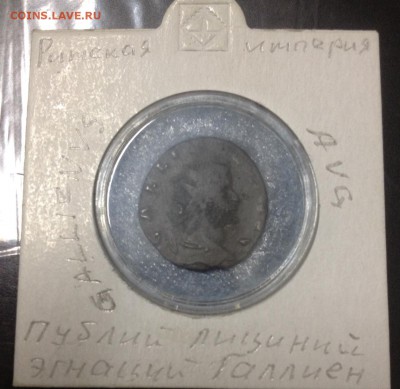 COINS.LAVE.RU
Римская империя
GALLIENVS
AVG
Публий лициний
Эгнаций Галлиен